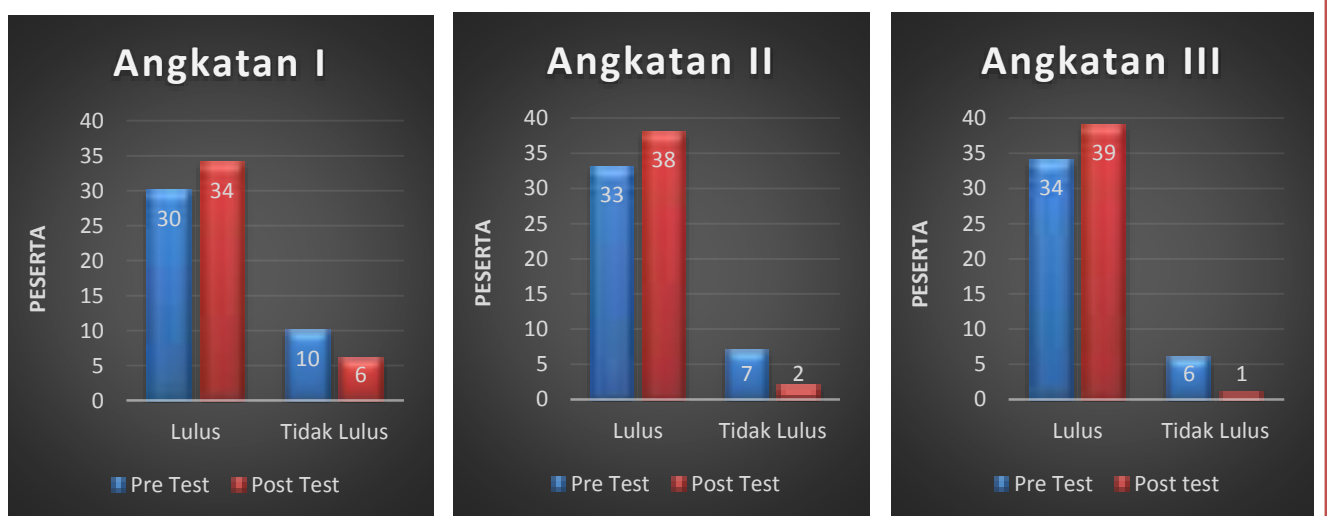 Angkatan I
40
35
30
25
20
15
10
5
0
PESERTA
30
34
10
6
Lulus
Tidak Lulus
Pre Test
Post Test
Angkatan II
40
35
30
25
20
15
10
5
0
PESERTA
33
38
7
2
Lulus
Tidak Lulus
Pre Test
Post Test
Angkatan III
40
35
30
25
20
15
10
5
0
PESERTA
34
39
6
1
Lulus
Tidak Lulus
Pre Test
Post test